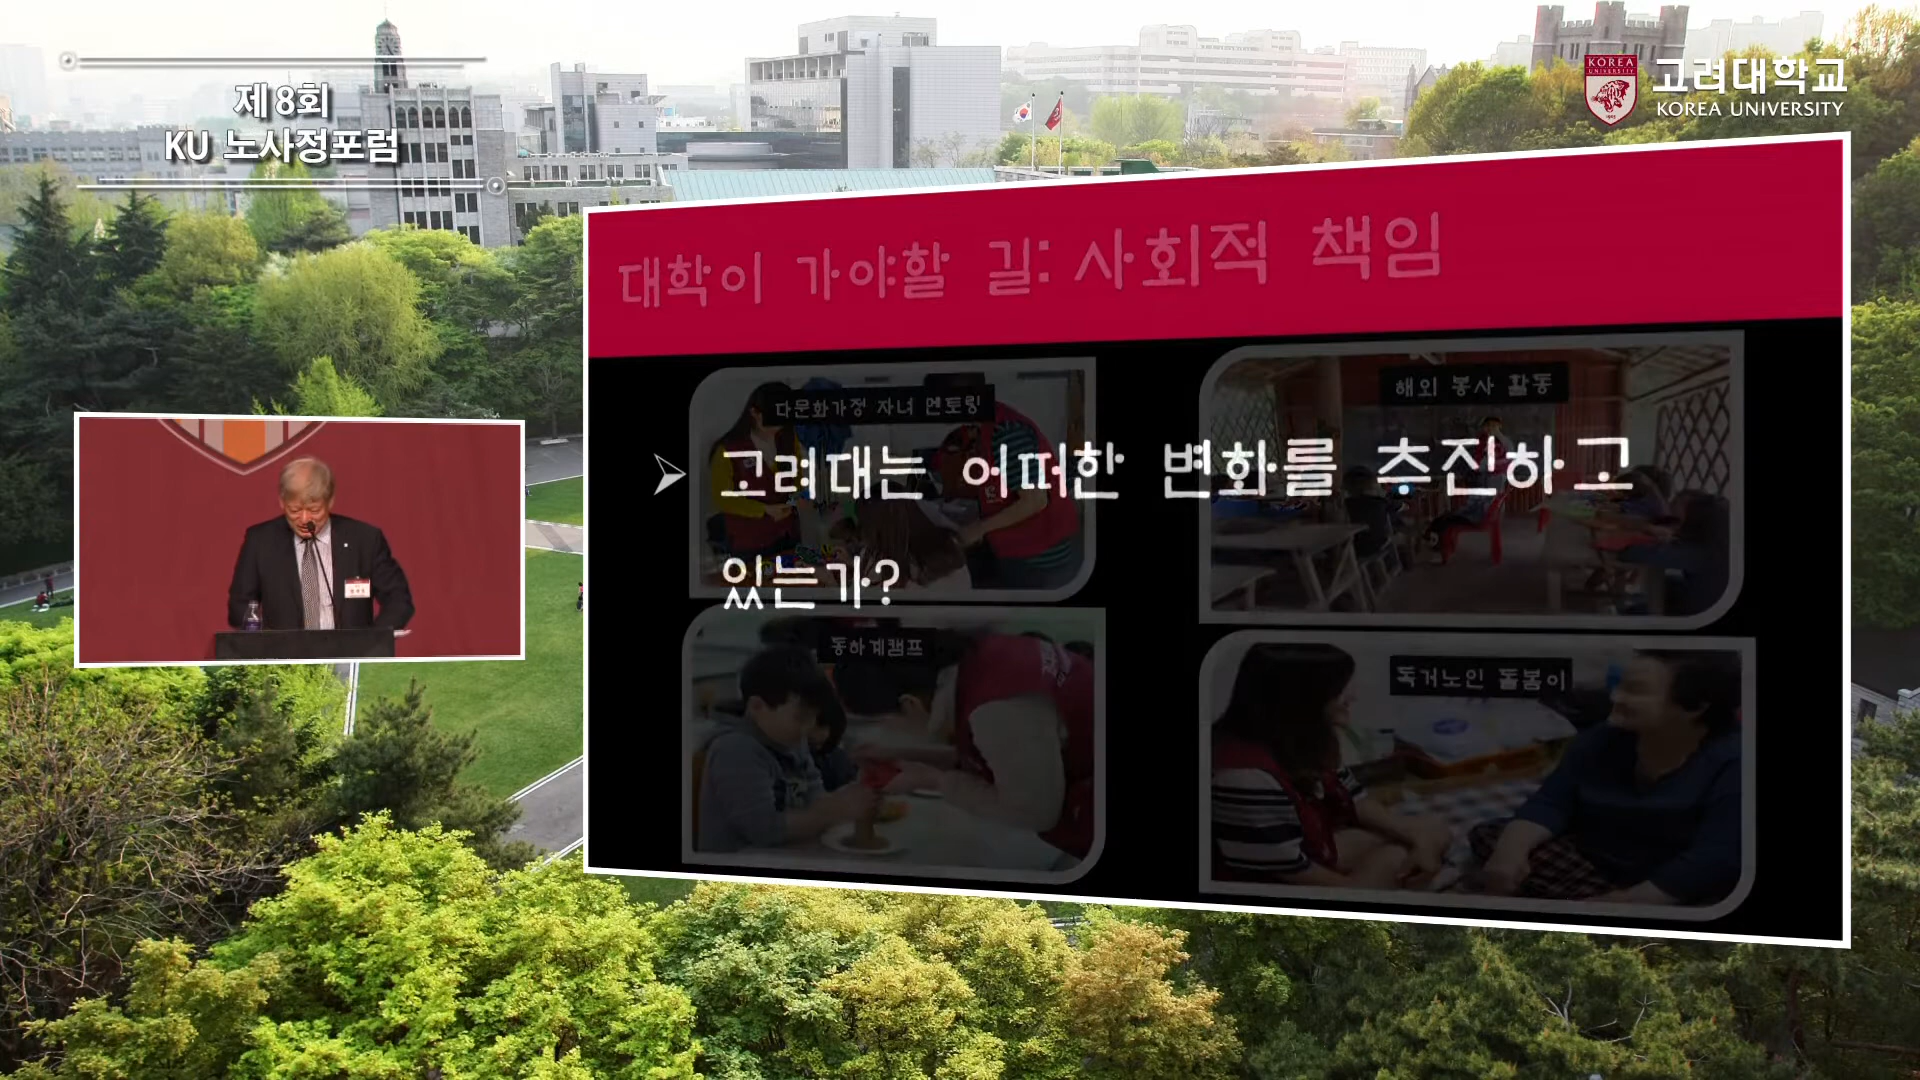 제8회
KU 노사정포럼
KOREA
UNIVERSITY
고려대학교
KOREA UNIVERSITY
대학이 가야할 길: 사회적 책임
다문화가정 자녀 멘토링
해외 봉사 활동
고려대는 어떠한 변화를 추진하고
있는가?
동하계캠프
독거노인 돌봄이